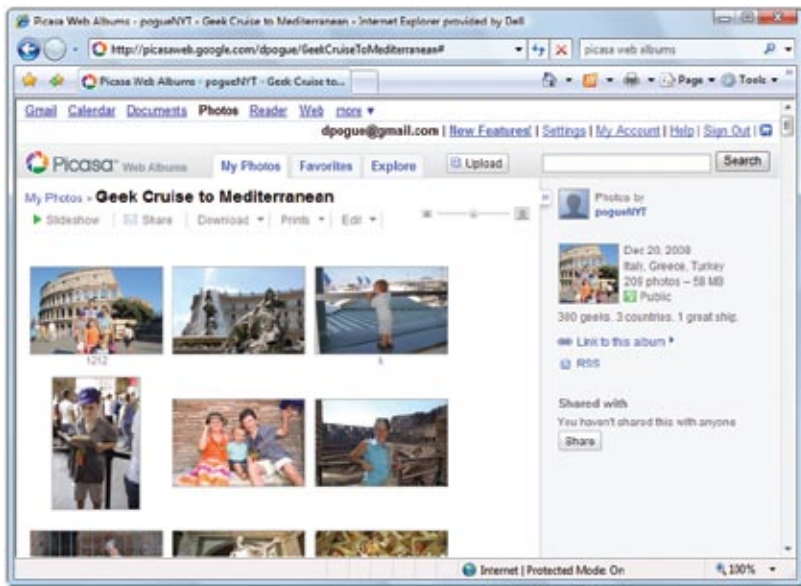 Picasa Web Albums - pogueNYT - Geek Cruise to Mediterranean - Internet Explorer provided by Dell
http://picasaweb.google.com/dpogue/GeekCruiseToMediterranean#
picasa web albums
Picasa Web Albums - pogueNYT - Geek Cruise to...
Page
Tools
Gmail Calendar Documents Photos Reader Web more ▼
dpogue@gmail.com | New Features! | Settings | My Account | Help | Sign Out |
Picasa™ Web Albums My Photos Favorites Explore Upload Search
My Photos > Geek Cruise to Mediterranean
Slideshow | Share | Download | Prints | Edit
Photos by
pogueNYT
Dec 20, 2008
Italy, Greece, Turkey
209 photos – 58 MB
Public
380 geeks. 3 countries. 1 great ship.
Link to this album
RSS
Shared with
You haven't shared this with anyone
Share
1212
Internet | Protected Mode: On
100%